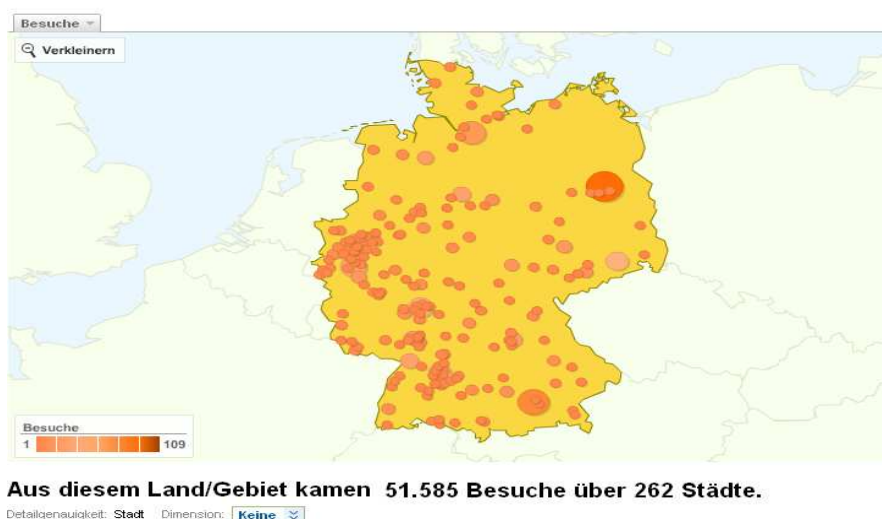 Besuche
Verkleinern
Besuche
1 109
Aus diesem Land/Gebiet kamen 51.585 Besuche über 262 Städte.
Detailgenauigkeit: Stadt Dimension: Keine